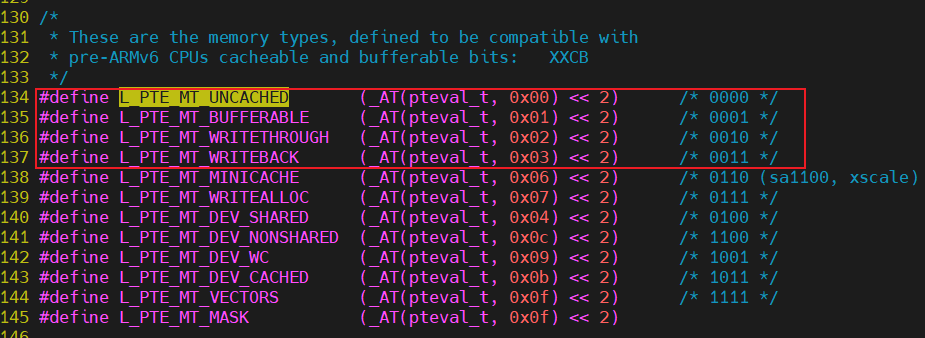 130 /*
131  * These are the memory types, defined to be compatible with
132  * pre-ARMv6 CPUs cacheable and bufferable bits:   XXCB
133  */
134 #define L_PTE_MT_UNCACHED       (_AT(pteval_t, 0x00) << 2)      /* 0000 */
135 #define L_PTE_MT_BUFFERABLE     (_AT(pteval_t, 0x01) << 2)      /* 0001 */
136 #define L_PTE_MT_WRITETHROUGH   (_AT(pteval_t, 0x02) << 2)      /* 0010 */
137 #define L_PTE_MT_WRITEBACK      (_AT(pteval_t, 0x03) << 2)      /* 0011 */
138 #define L_PTE_MT_MINICACHE      (_AT(pteval_t, 0x06) << 2)      /* 0110 (sa1100, xscale)
139 #define L_PTE_MT_WRITEALLOC     (_AT(pteval_t, 0x07) << 2)      /* 0111 */
140 #define L_PTE_MT_DEV_SHARED     (_AT(pteval_t, 0x04) << 2)      /* 0100 */
141 #define L_PTE_MT_DEV_NONSHARED  (_AT(pteval_t, 0x0c) << 2)      /* 1100 */
142 #define L_PTE_MT_DEV_WC         (_AT(pteval_t, 0x09) << 2)      /* 1001 */
143 #define L_PTE_MT_DEV_CACHED     (_AT(pteval_t, 0x0b) << 2)      /* 1011 */
144 #define L_PTE_MT_VECTORS        (_AT(pteval_t, 0x0f) << 2)      /* 1111 */
145 #define L_PTE_MT_MASK           (_AT(pteval_t, 0x0f) << 2)